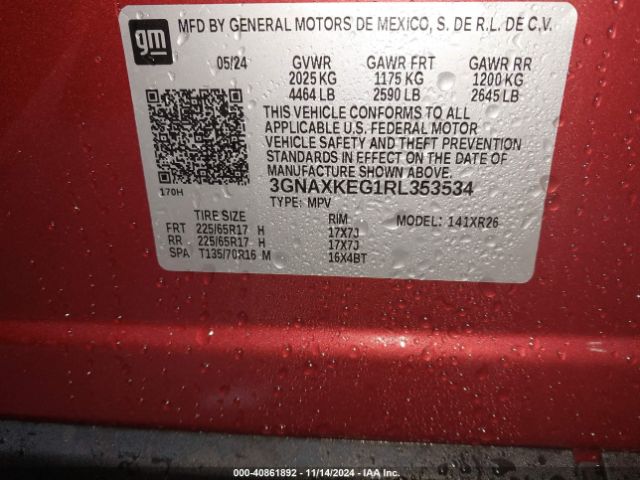 gm
MFD BY GENERAL MOTORS DE MEXICO, S. DE R.L. DE C.V.
05/24 GVWR GAWR FRT GAWR RR
2025 KG 1175 KG 1200 KG
4464 LB 2590 LB 2645 LB
THIS VEHICLE CONFORMS TO ALL
APPLICABLE U.S. FEDERAL MOTOR
VEHICLE SAFETY AND THEFT PREVENTION
STANDARDS IN EFFECT ON THE DATE OF
MANUFACTURE SHOWN ABOVE.
170H
3GNAXKEG1RL353534
TYPE: MPV
TIRE SIZE RIM MODEL: 141XR26
FRT 225/65R17 H 17X7J
RR 225/65R17 H 17X7J
SPA T135/70R16 M 16X4BT
000-40861892 - 11/14/2024 - IAA Inc.